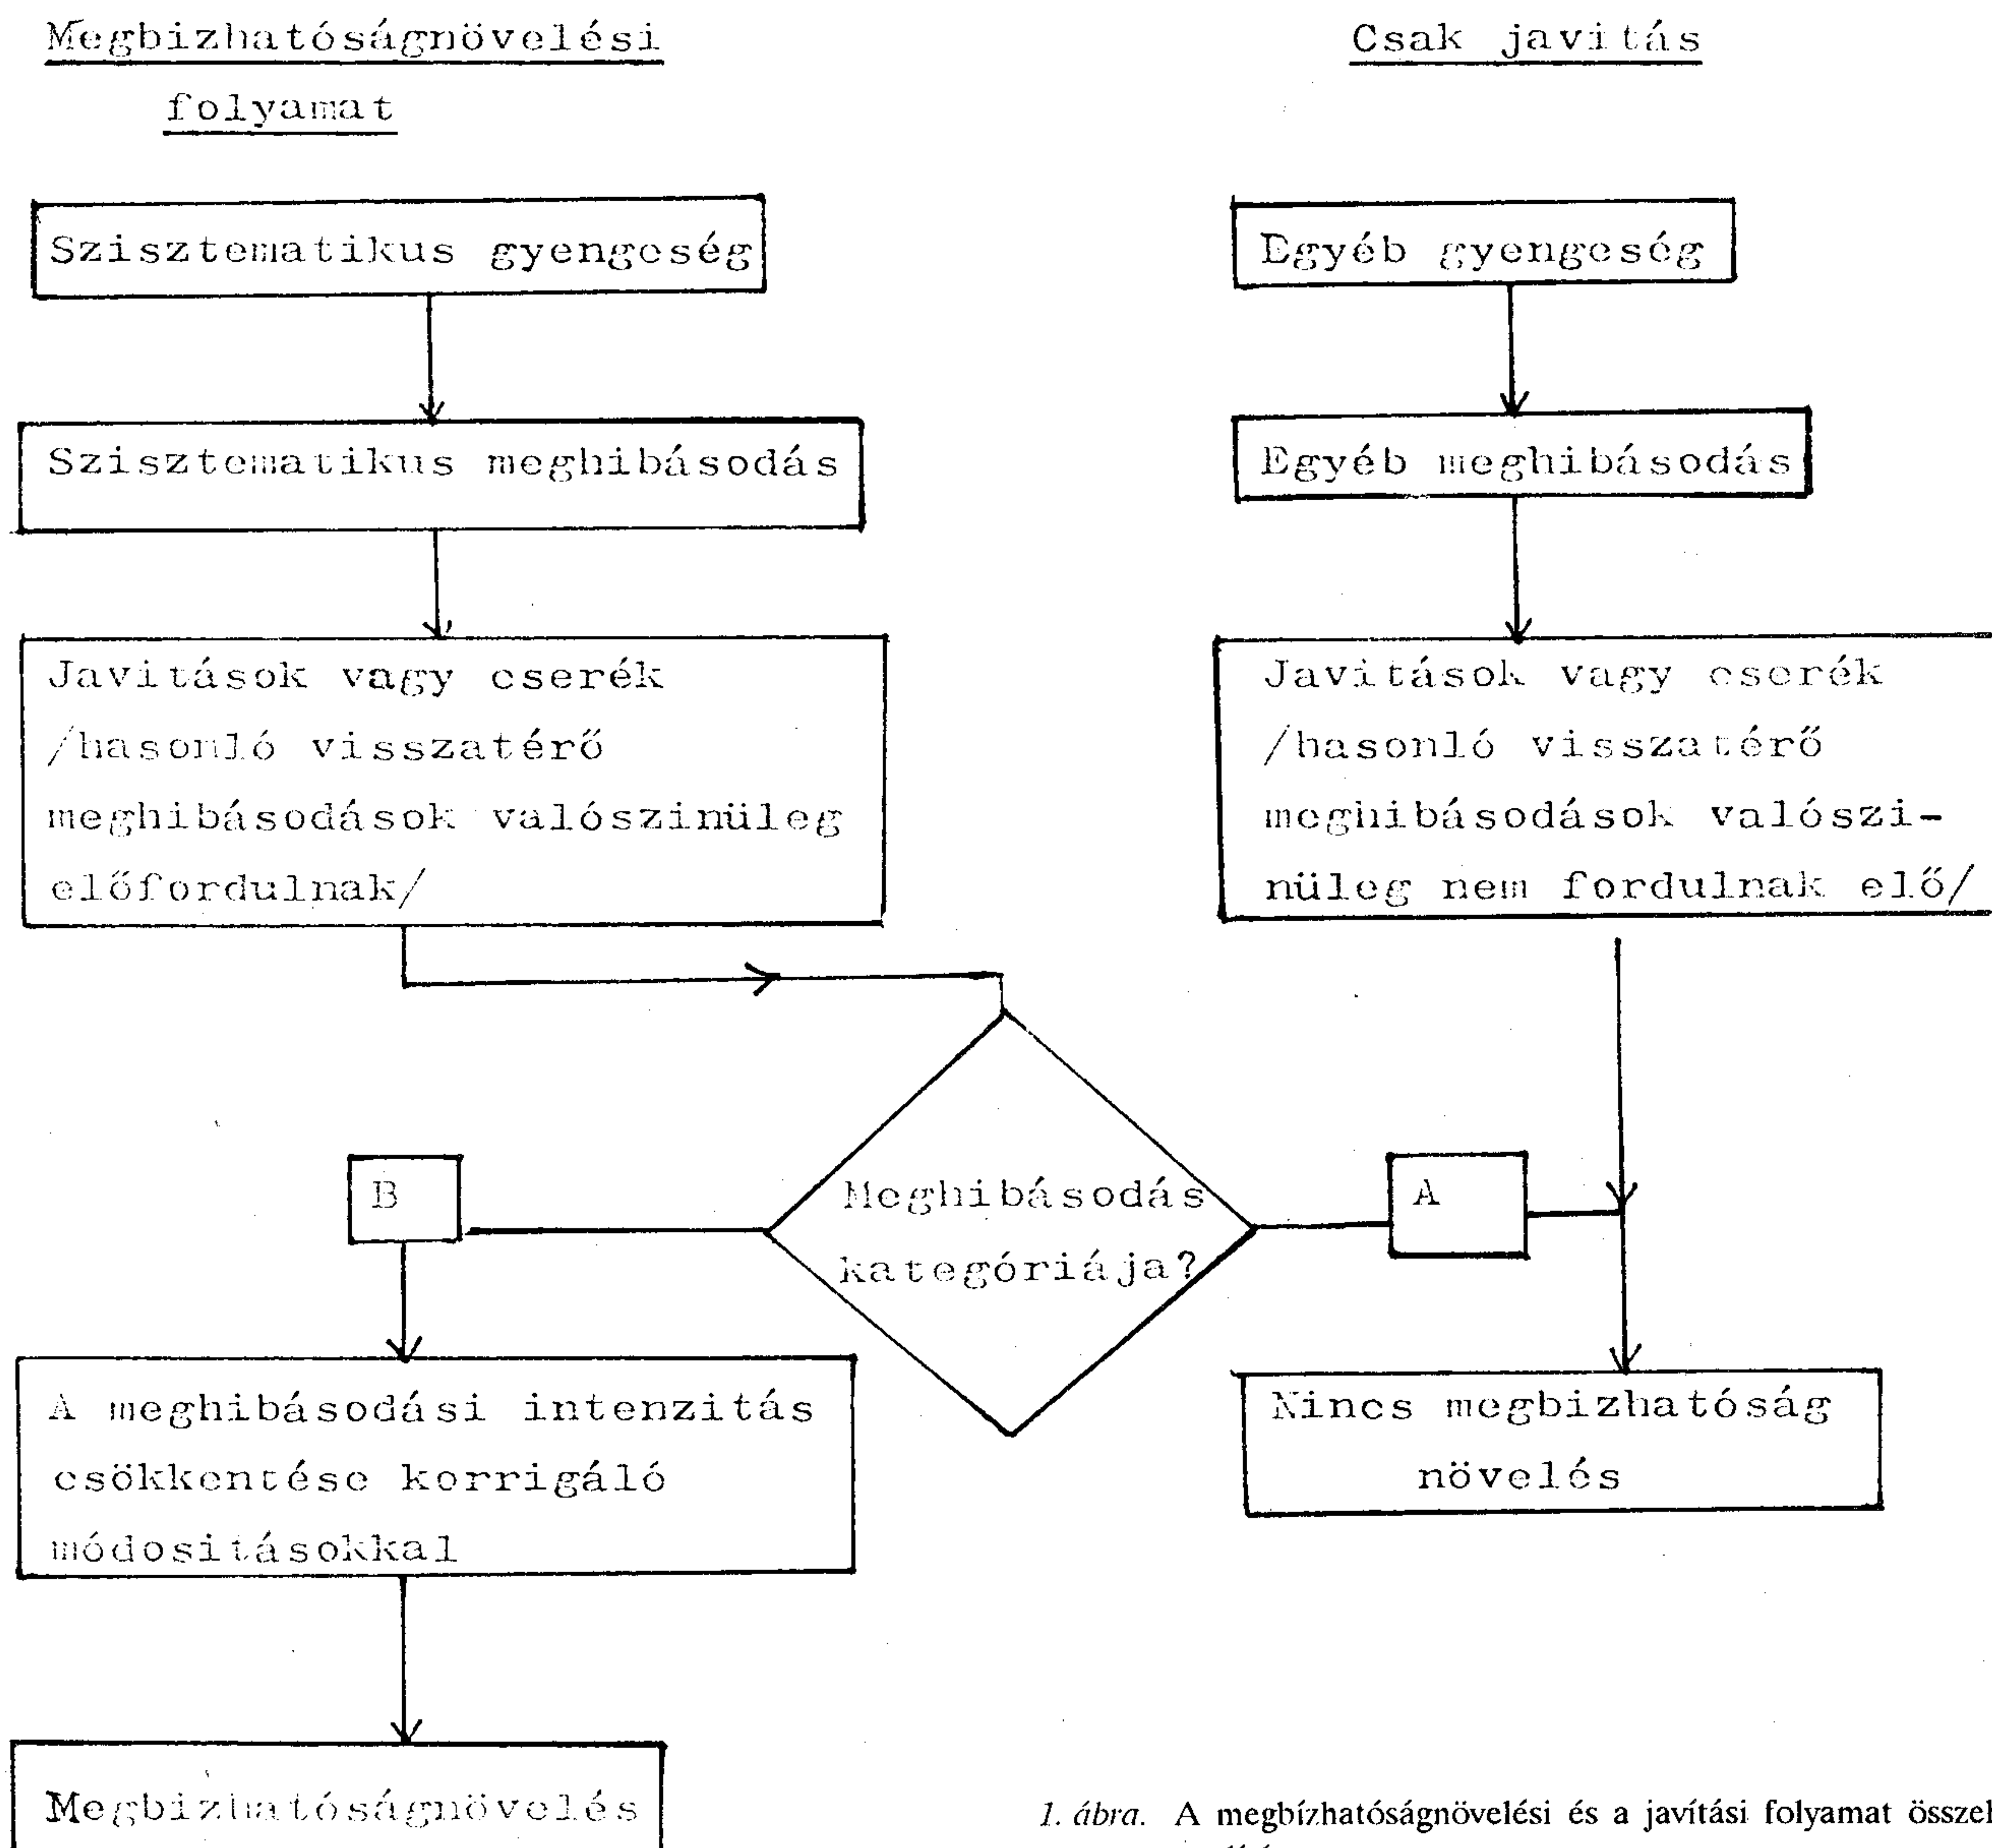 Megbizhatóságnövelési
folyamat
Csak javitás
Szisztematikus gyengeség
Egyéb gyengeség
Szisztematikus meghibásodás
Egyéb meghibásodás
Javitások vagy cserék
/hasonló visszatérő
meghibásodások valószinüleg
előfordulnak/
Javitások vagy cserék
/hasonló visszatérő
meghibásodások valószi-
nüleg nem fordulnak elő/
Meghibásodás
kategóriája?
B
A
A meghibásodási intenzitás
csökkentése korrigáló
módositásokkal
Nincs megbizhatóság
növelés
Megbizhatóságnövelés
1. ábra. A megbízhatóságnövelési és a javítási folyamat össze